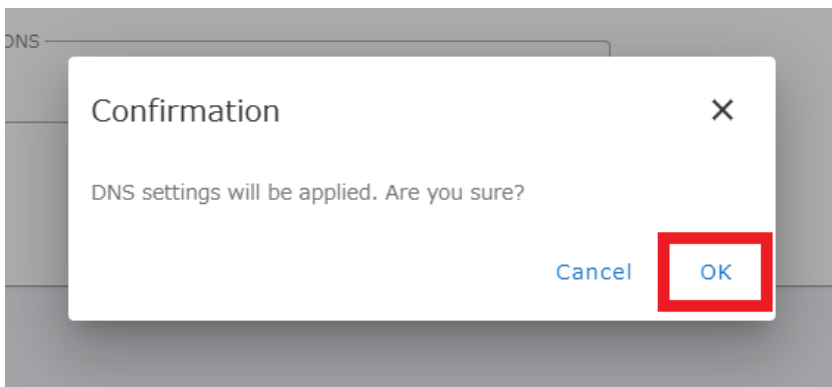 DNS
Confirmation
DNS settings will be applied. Are you sure?
Cancel OK